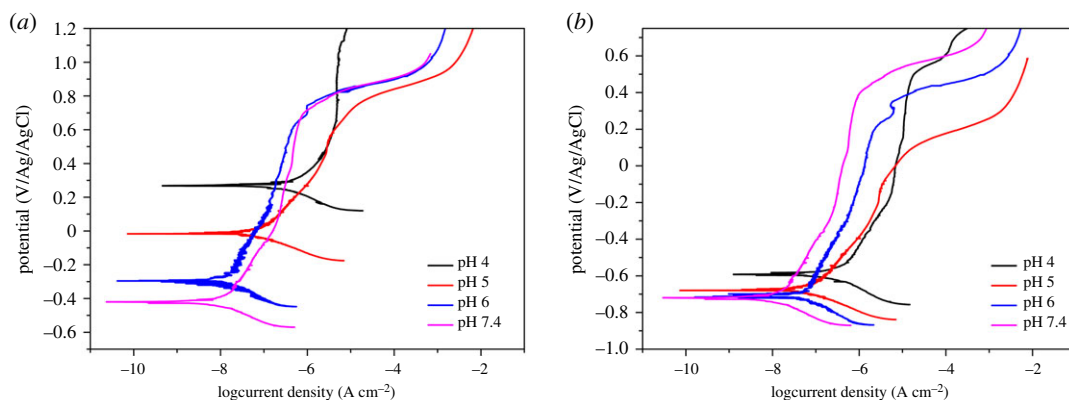 (a)
1.2
1.0
0.8
0.6
0.4
0.2
0
–0.2
–0.4
–0.6
potential (V/Ag/AgCl)
pH 4
pH 5
pH 6
pH 7.4
–10 –8 –6 –4 –2
logcurrent density (A cm–2)
(b)
0.6
0.4
0.2
0
–0.2
–0.4
–0.6
–0.8
–1.0
potential (V/Ag/AgCl)
pH 4
pH 5
pH 6
pH 7.4
–10 –8 –6 –4 –2
logcurrent density (A cm–2)